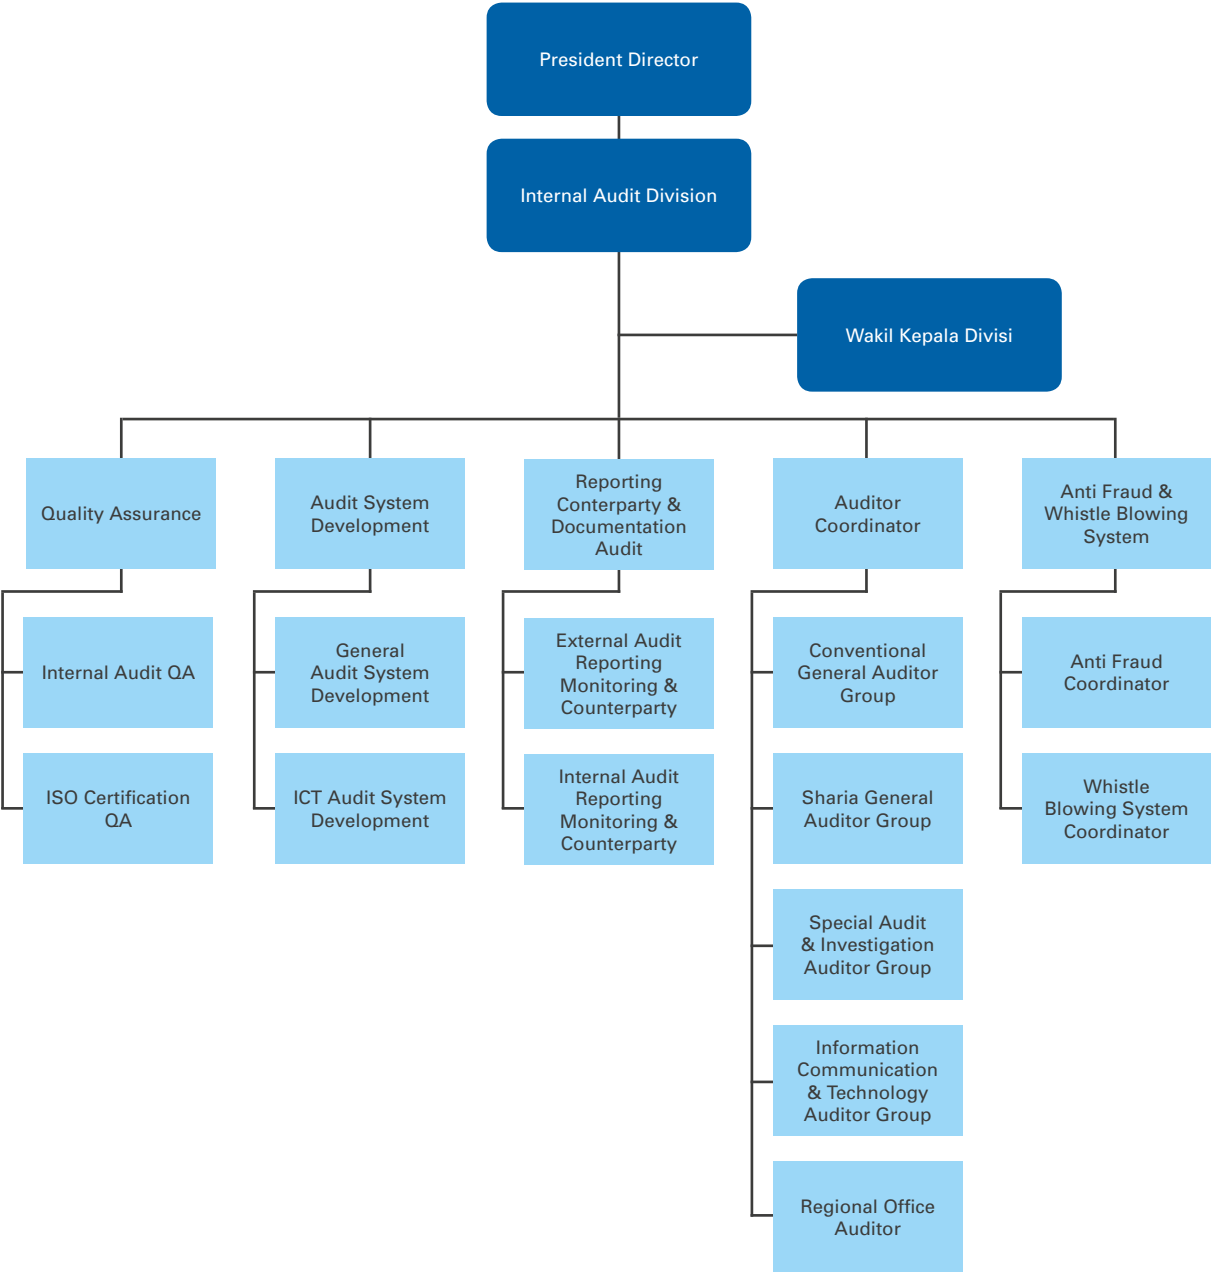 President Director
Internal Audit Division
Wakil Kepala Divisi
Quality Assurance
Audit System
Development
Reporting
Conterparty &
Documentation
Audit
Auditor
Coordinator
Anti Fraud &
Whistle Blowing
System
Internal Audit QA
ISO Certification
QA
General
Audit System
Development
ICT Audit System
Development
External Audit
Reporting
Monitoring &
Counterparty
Internal Audit
Reporting
Monitoring &
Counterparty
Conventional
General Auditor
Group
Sharia General
Auditor Group
Special Audit
& Investigation
Auditor Group
Information
Communication
& Technology
Auditor Group
Regional Office
Auditor
Anti Fraud
Coordinator
Whistle
Blowing System
Coordinator